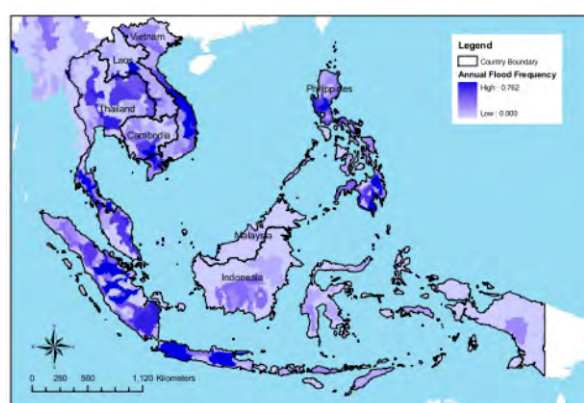 Vietnam
Laos
Thailand
Cambodia
Philippines
Malaysia
Indonesia
Legend
Country Boundary
Annual Flood Frequency
High : 0.762
Low : 0.000
0 280 560 1,120 Kilometers